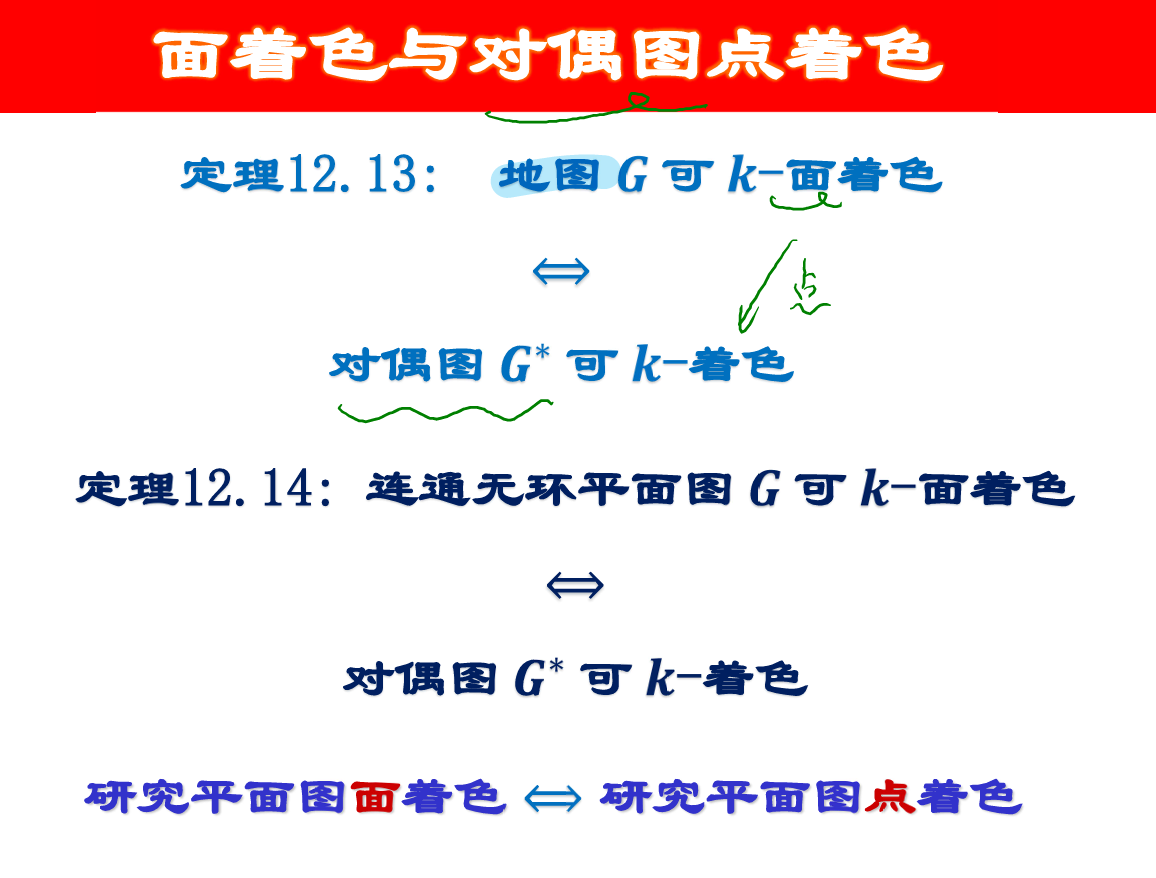 面着色与对偶图点着色
定理12.13: 地图 G 可 k-面着色
⇔
点
对偶图 G* 可 k-着色
定理12.14: 连通无环平面图 G 可 k-面着色
⇔
对偶图 G* 可 k-着色
研究平面图面着色 ⇔ 研究平面图点着色